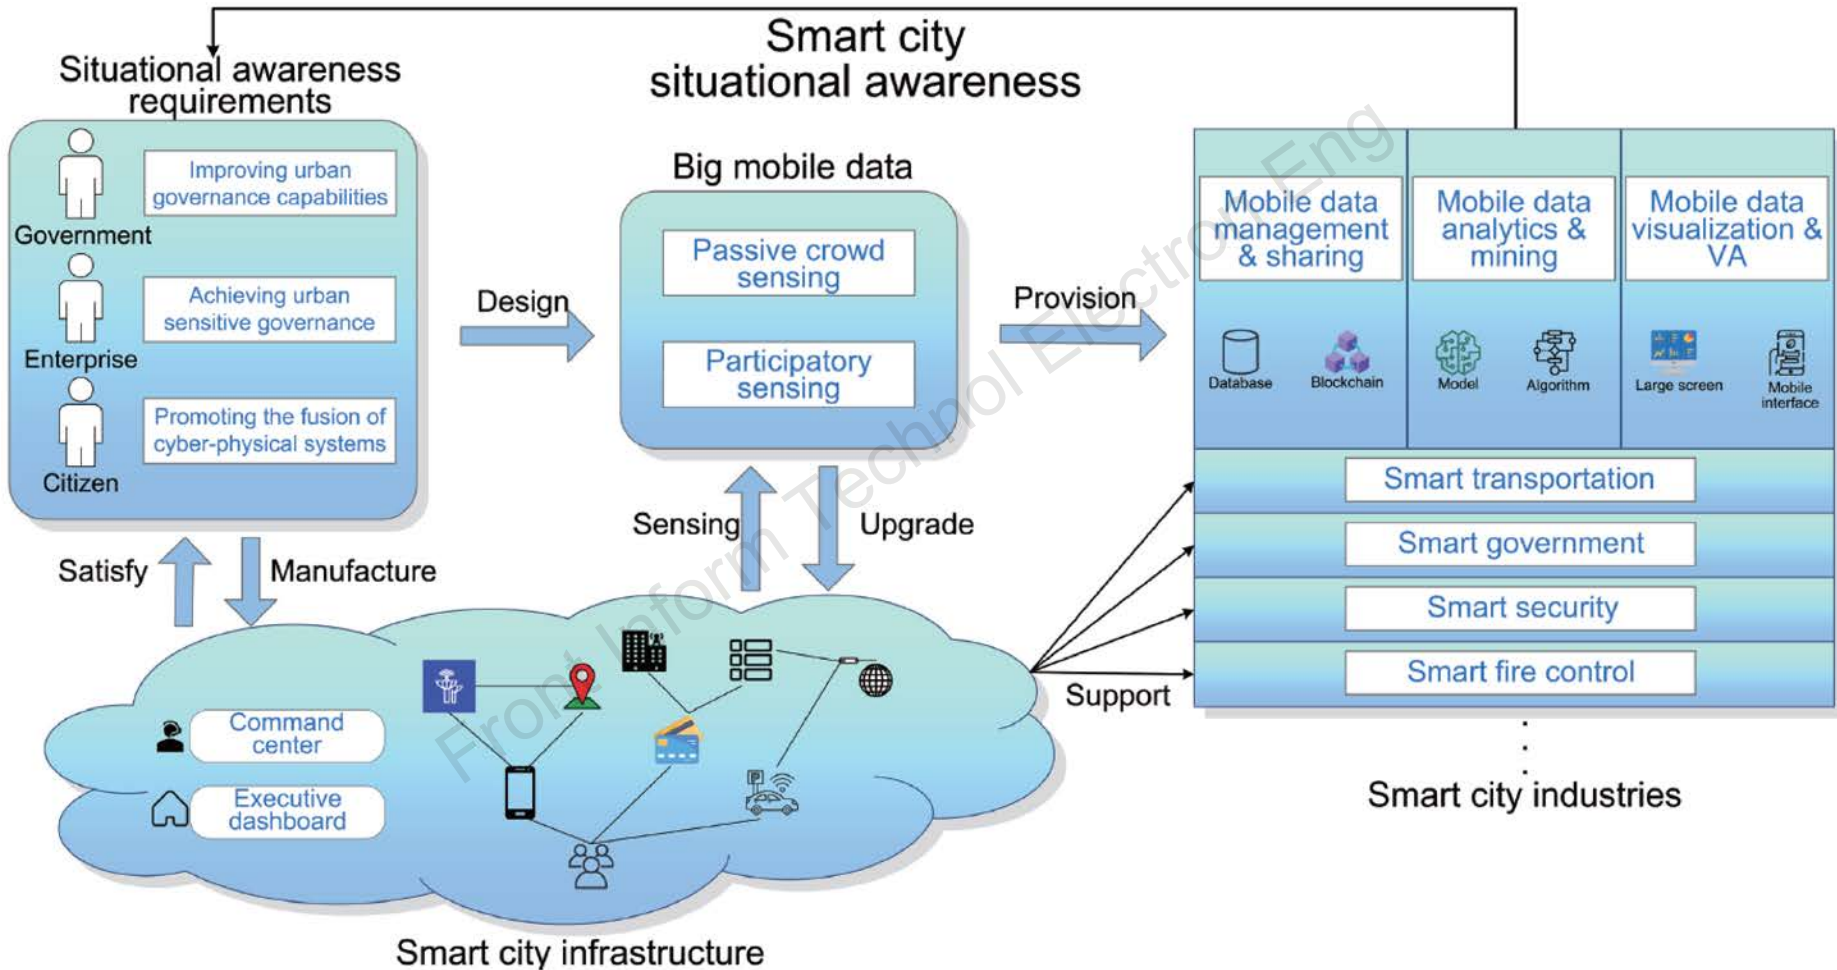 Smart city
situational awareness
Situational awareness
requirements
Government
Improving urban
governance capabilities
Enterprise
Achieving urban
sensitive governance
Citizen
Promoting the fusion of
cyber-physical systems
Design
Big mobile data
Passive crowd
sensing
Participatory
sensing
Provision
Mobile data
management
& sharing
Mobile data
analytics &
mining
Mobile data
visualization &
VA
Database
Blockchain
Model
Algorithm
Large screen
Mobile
interface
Smart transportation
Smart government
Smart security
Smart fire control
Smart city industries
Satisfy
Manufacture
Sensing
Upgrade
Support
Command
center
Executive
dashboard
P
Smart city infrastructure
Front Inform Technol Electron Eng